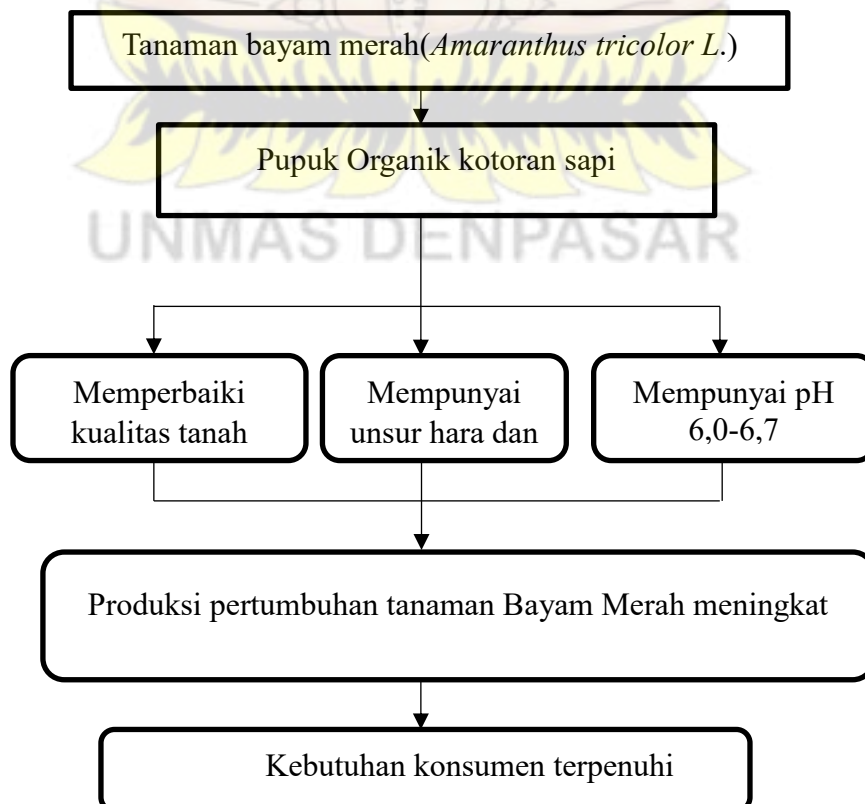 Tanaman bayam merah(Amaranthus tricolor L.)
Pupuk Organik kotoran sapi
UNMAS DENPASAR
Memperbaiki
kualitas tanah
Mempunyai
unsur hara dan
Mempunyai pH
6,0-6,7
Produksi pertumbuhan tanaman Bayam Merah meningkat
Kebutuhan konsumen terpenuhi